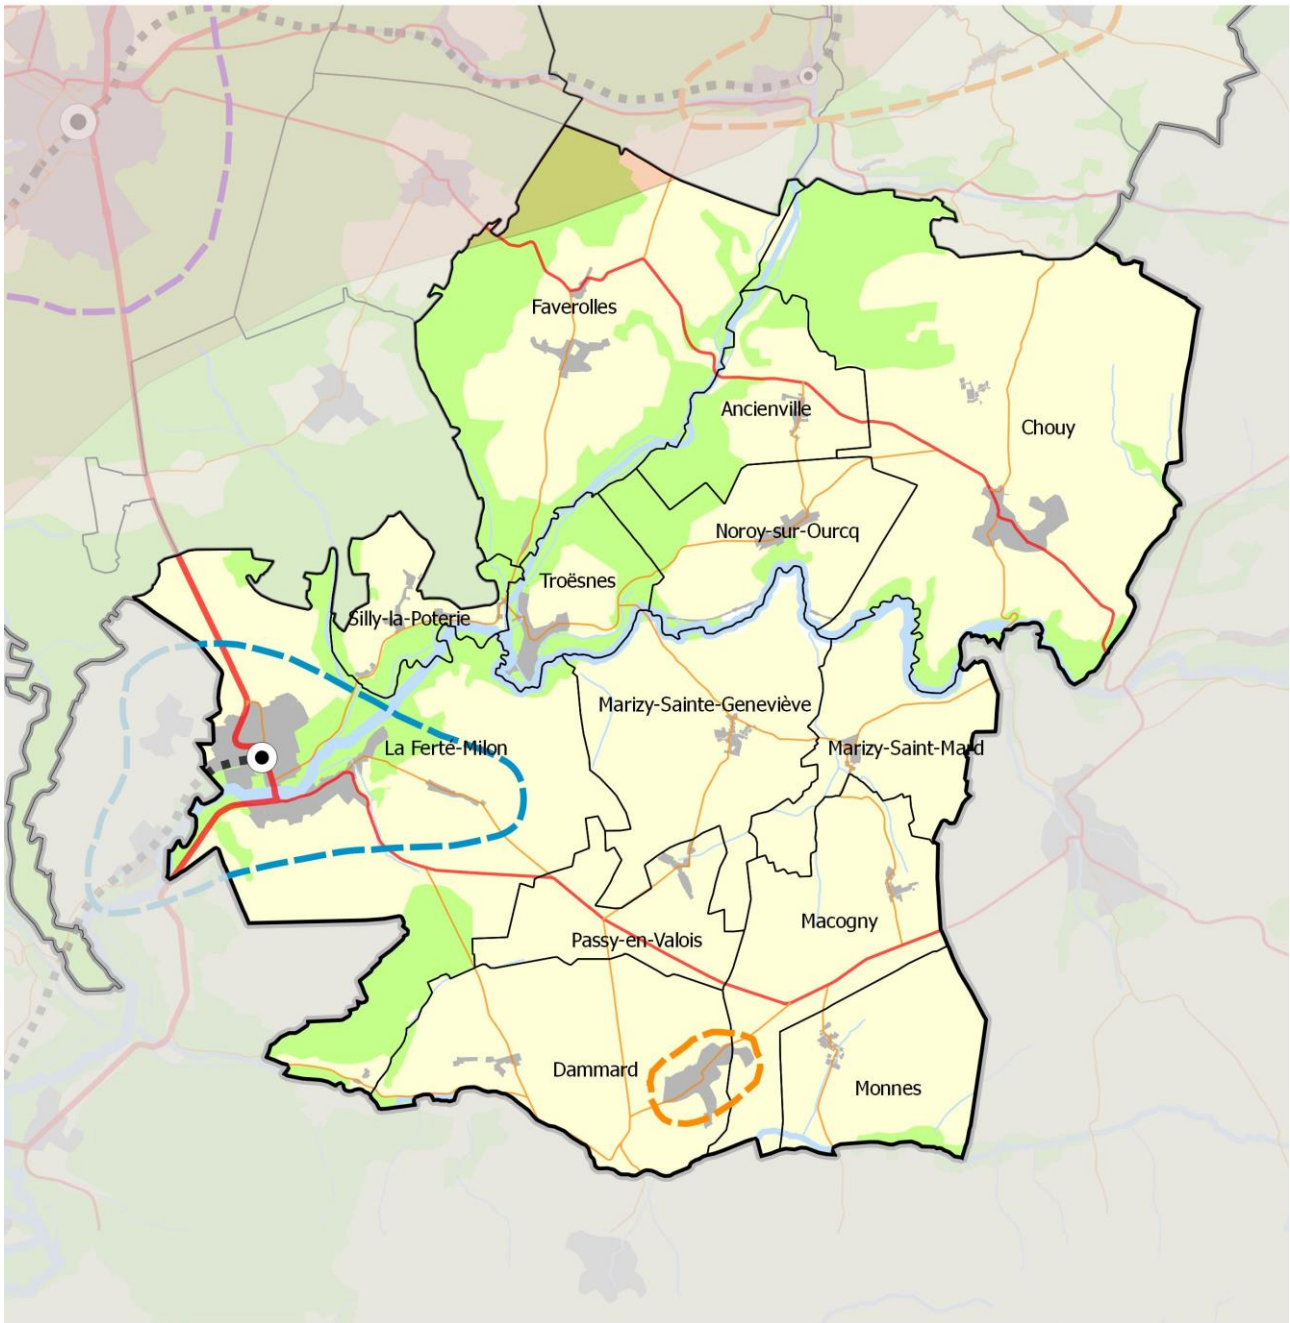 Faverolles
Ancienville
Chouy
Noroy-sur-Ourcq
Troësnes
Silly-la-Poterie
Marizy-Sainte-Geneviève
La Ferté-Milon
Marizy-Saint-Mard
Macogny
Passy-en-Valois
Dammard
Monnes